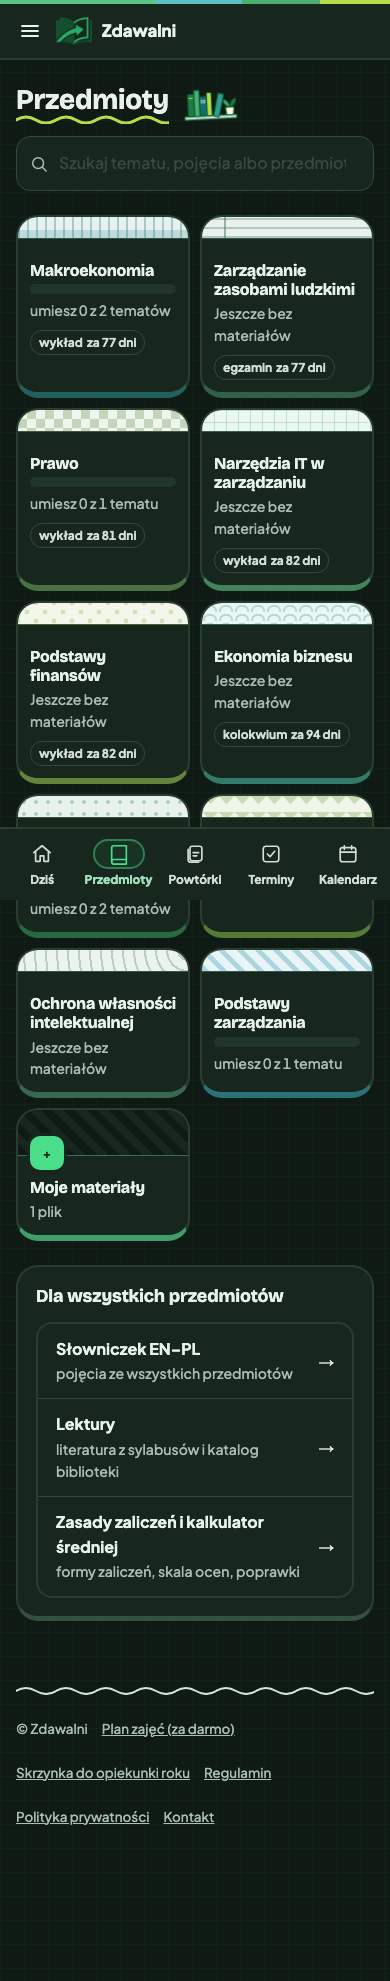 Zdawalni
Przedmioty
Szukaj tematu, pojęcia albo przedmiot
Makroekonomia
umiesz 0 z 2 tematów
wykład za 77 dni
Zarządzanie
zasobami ludzkimi
Jeszcze bez
materiałów
egzamin za 77 dni
Prawo
umiesz 0 z 1 tematu
wykład za 81 dni
Narzędzia IT w
zarządzaniu
Jeszcze bez
materiałów
wykład za 82 dni
Podstawy
finansów
Jeszcze bez
materiałów
wykład za 82 dni
Ekonomia biznesu
Jeszcze bez
materiałów
kolokwium za 94 dni
Dziś
Przedmioty
Powtórki
Terminy
Kalendarz
umiesz 0 z 2 tematów
Ochrona własności
intelektualnej
Jeszcze bez
materiałów
Podstawy
zarządzania
umiesz 0 z 1 tematu
+
Moje materiały
1 plik
Dla wszystkich przedmiotów
Słowniczek EN–PL
pojęcia ze wszystkich przedmiotów
→
Lektury
literatura z sylabusów i katalog
biblioteki
→
Zasady zaliczeń i kalkulator
średniej
formy zaliczeń, skala ocen, poprawki
→
© Zdawalni Plan zajęć (za darmo)
Skrzynka do opiekunki roku Regulamin
Polityka prywatności Kontakt